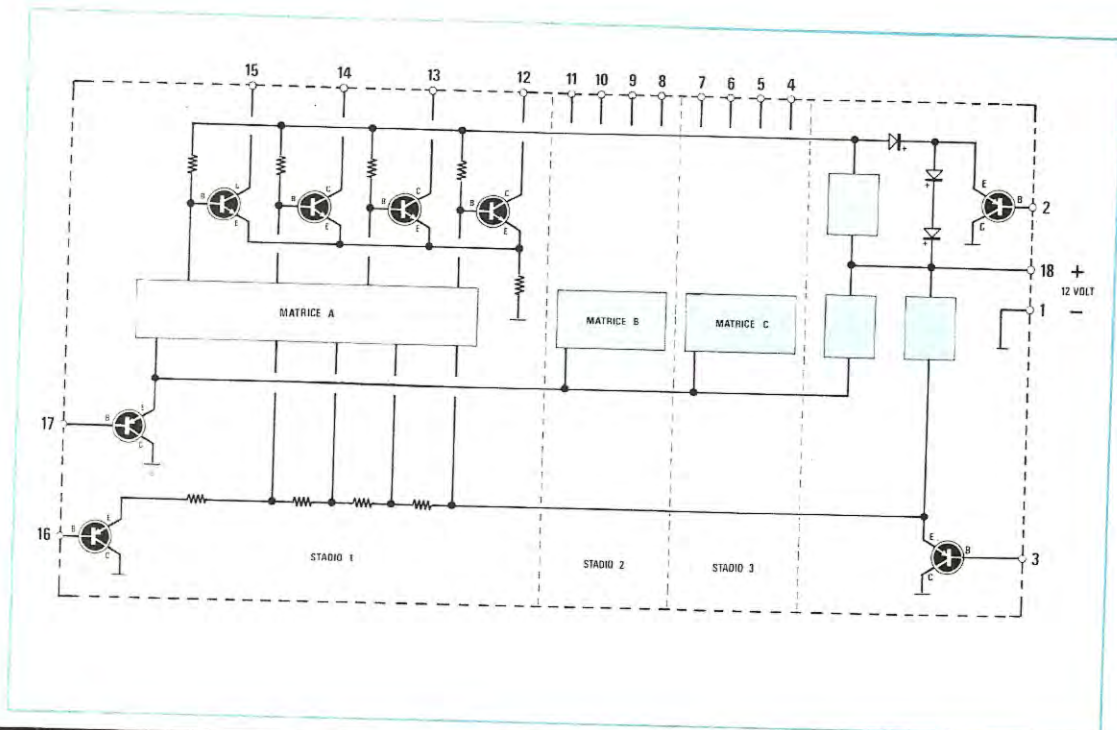 15 14 13 12 11 10 9 8 7 6 5 4
B C E
B C E
B C E
B C E
E B C
2
18 +
12 VOLT
1 −
MATRICE A
MATRICE B
MATRICE C
17
B E C
16
B E C
E B C
3
STADIO 1
STADIO 2
STADIO 3